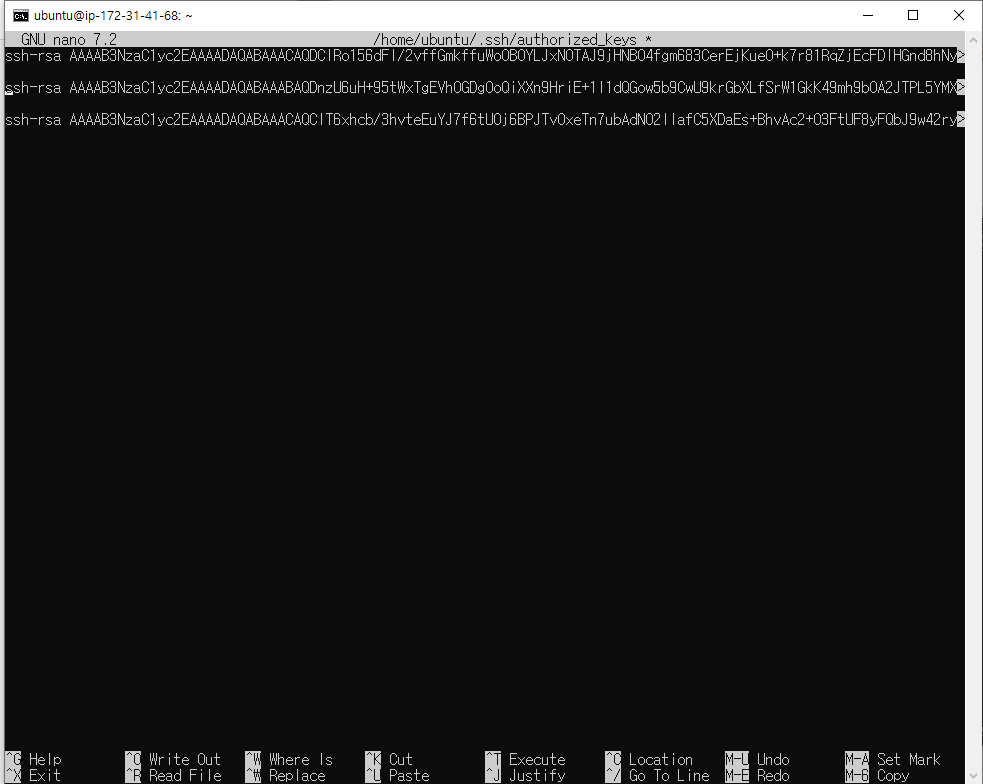 ubuntu@ip-172-31-41-68: ~
GNU nano 7.2 /home/ubuntu/.ssh/authorized_keys *
ssh-rsa AAAAB3NzaC1yc2EAAAADAQABAAACAQDClRo156dFl/2vffGmkffuWoOBOYLJxNOTAJ9jHNBO4fgm683CerEjKueO+k7r81RqZjEcFDlHGnd8hNy>
ssh-rsa AAAAB3NzaC1yc2EAAAADAQABAAABAQDnzU6uH+95tWxTgEVhOGDgOoQiXXn9HriE+1l1dQGow5b9CwU9krGbXLfSrW1GkK49mh9bOA2JTPL5YMX>
ssh-rsa AAAAB3NzaC1yc2EAAAADAQABAAACAQClT6xhcb/3hvteEuYJ7f6tUOj6BPJTvOxeTn7ubAdNO2IlafC5XDaEs+BhvAc2+O3FtUF8yFQbJ9w42ry>
^G Help ^O Write Out ^W Where Is ^K Cut ^T Execute ^C Location M-U Undo M-A Set Mark
^X Exit ^R Read File ^\ Replace ^U Paste ^J Justify ^/ Go To Line M-E Redo M-6 Copy